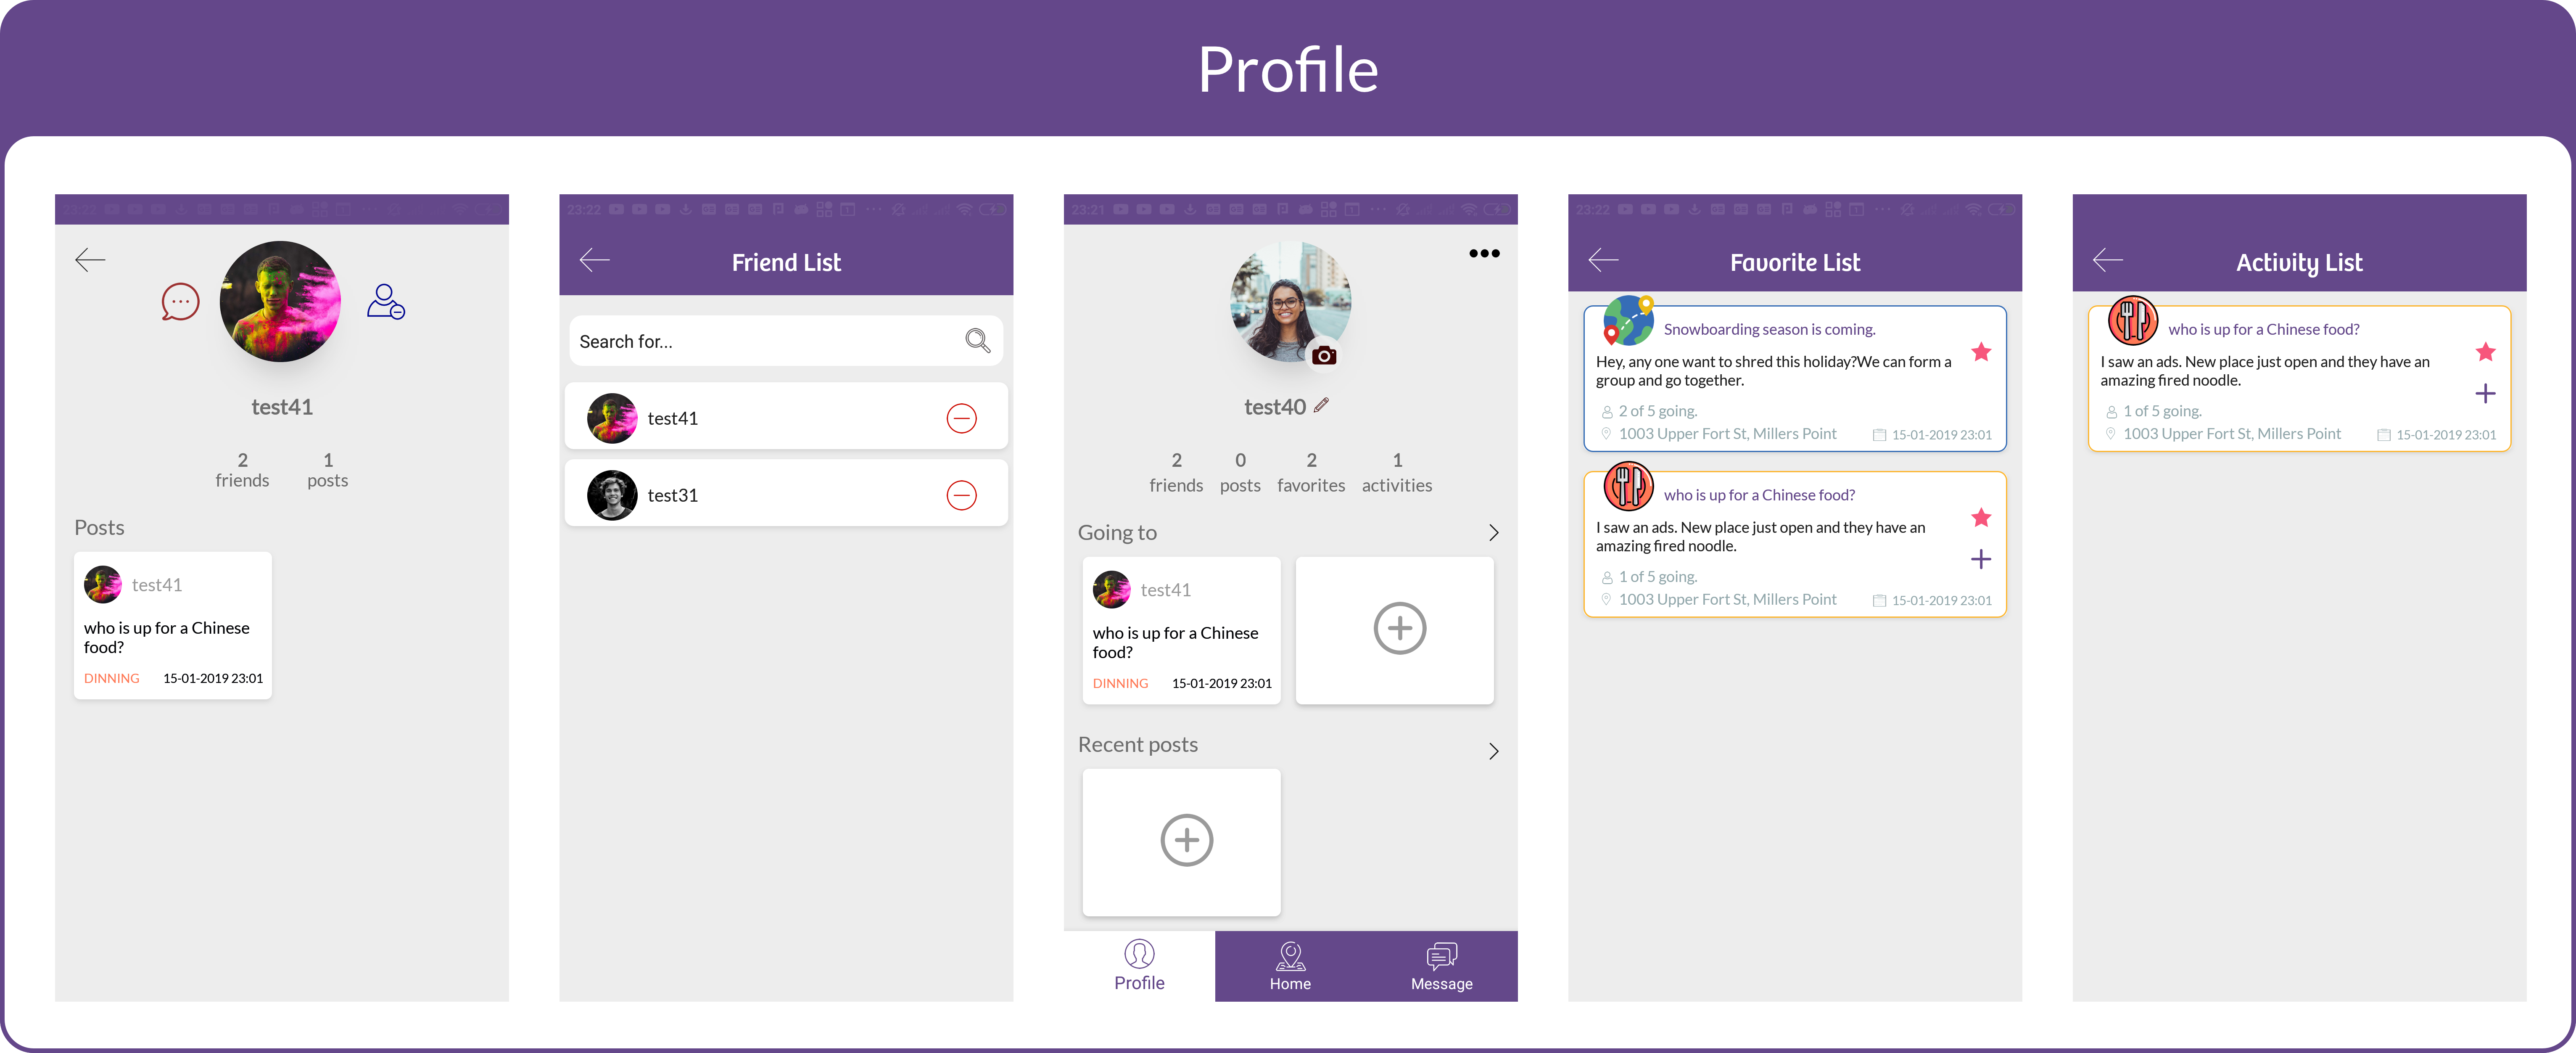 Profile
23:22
test41
2
friends
1
posts
Posts
test41
who is up for a Chinese
food?
DINNING
15-01-2019 23:01
23:22
Friend List
Search for...
test41
test31
23:21
test40
2
friends
0
posts
2
favorites
1
activities
Going to
test41
who is up for a Chinese
food?
DINNING
15-01-2019 23:01
Recent posts
Profile
Home
Message
23:22
Favorite List
Snowboarding season is coming.
Hey, any one want to shred this holiday?We can form a
group and go together.
2 of 5 going.
1003 Upper Fort St, Millers Point
15-01-2019 23:01
who is up for a Chinese food?
I saw an ads. New place just open and they have an
amazing fired noodle.
1 of 5 going.
1003 Upper Fort St, Millers Point
15-01-2019 23:01
Activity List
who is up for a Chinese food?
I saw an ads. New place just open and they have an
amazing fired noodle.
1 of 5 going.
1003 Upper Fort St, Millers Point
15-01-2019 23:01